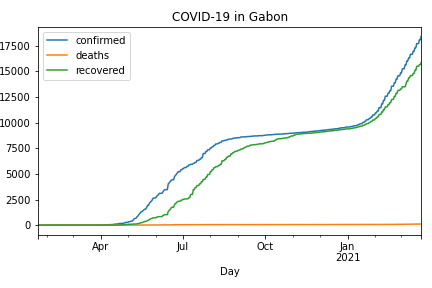 COVID-19 in Gabon
confirmed
deaths
recovered
17500
15000
12500
10000
7500
5000
2500
0
Apr Jul Oct Jan
2021
Day